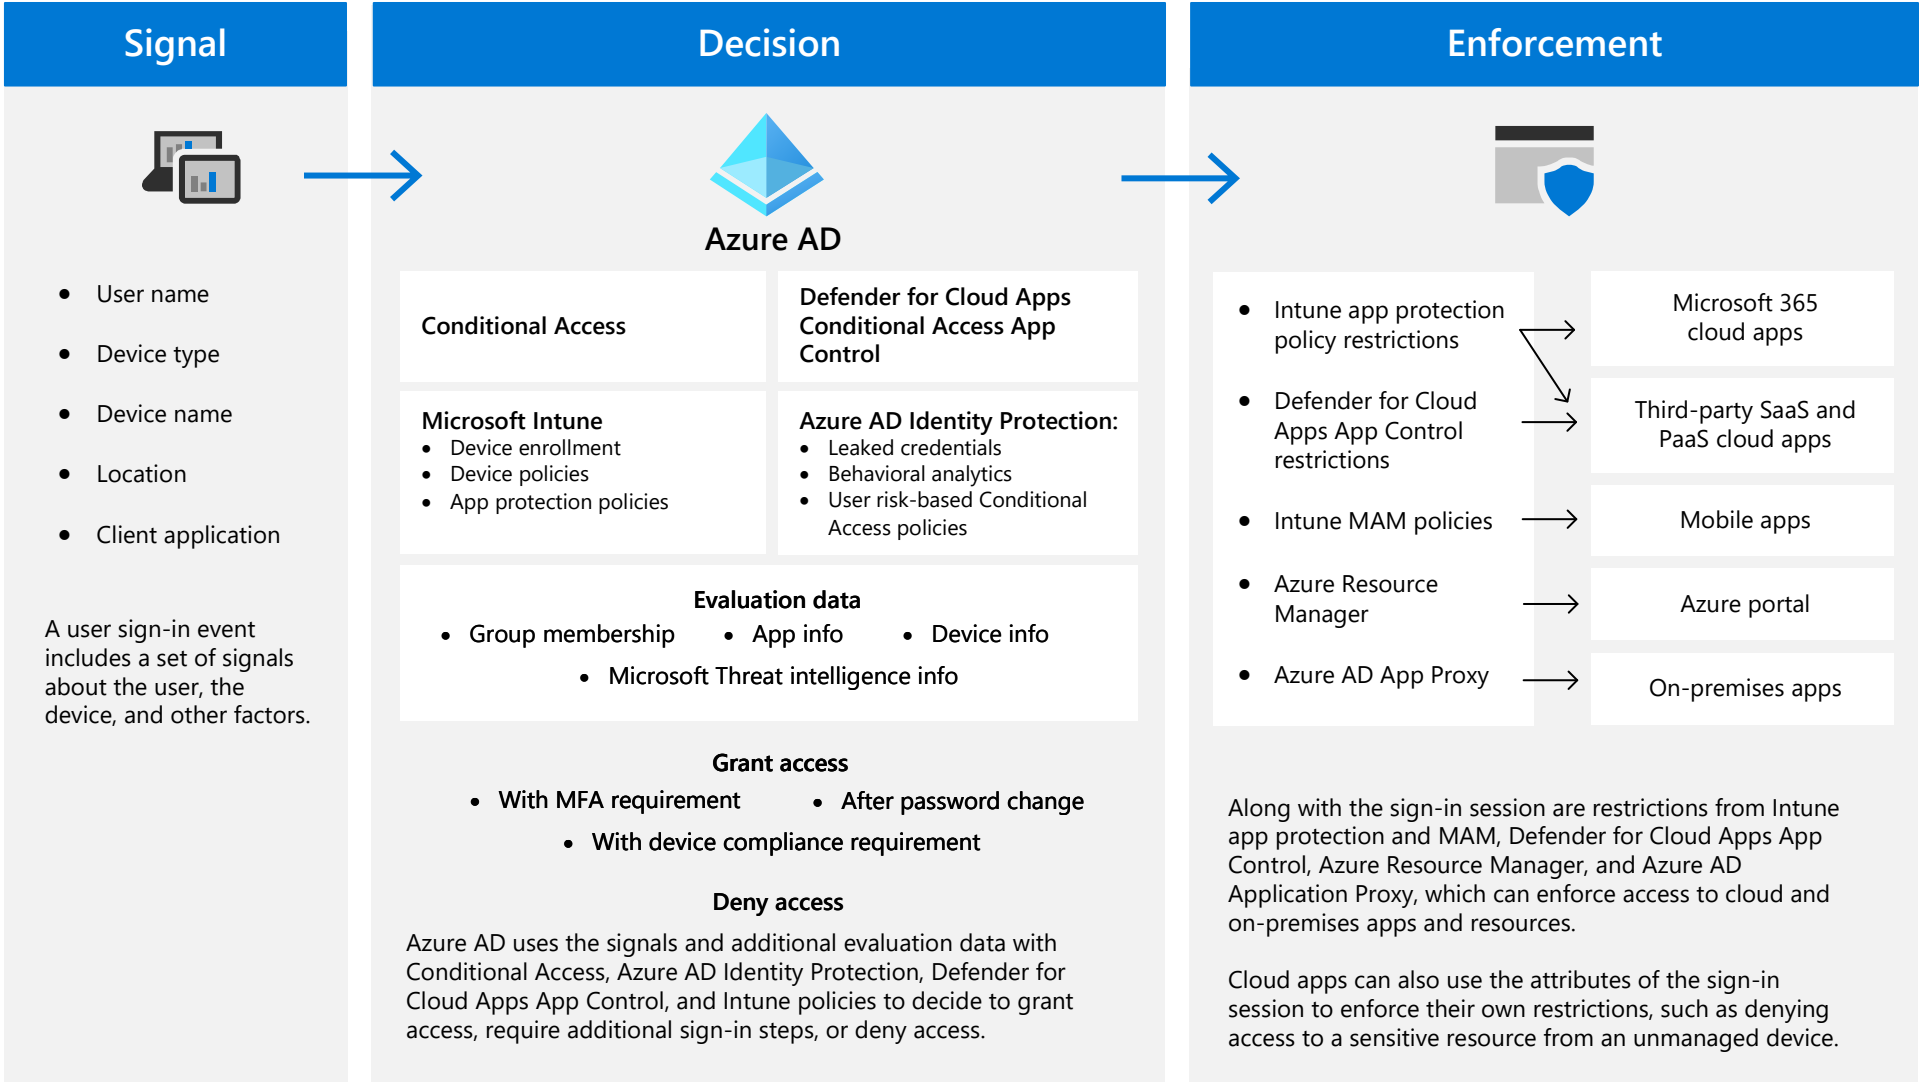 Signal
User name
Device type
Device name
Location
Client application
A user sign-in event
includes a set of signals
about the user, the
device, and other factors.
Decision
Azure AD
Conditional Access
Defender for Cloud Apps
Conditional Access App
Control
Microsoft Intune
• Device enrollment
• Device policies
• App protection policies
Azure AD Identity Protection:
• Leaked credentials
• Behavioral analytics
• User risk-based Conditional
Access policies
Evaluation data
• Group membership • App info • Device info
• Microsoft Threat intelligence info
Grant access
• With MFA requirement • After password change
• With device compliance requirement
Deny access
Azure AD uses the signals and additional evaluation data with
Conditional Access, Azure AD Identity Protection, Defender for
Cloud Apps App Control, and Intune policies to decide to grant
access, require additional sign-in steps, or deny access.
Enforcement
• Intune app protection
policy restrictions
• Defender for Cloud
Apps App Control
restrictions
• Intune MAM policies
• Azure Resource
Manager
• Azure AD App Proxy
Microsoft 365
cloud apps
Third-party SaaS and
PaaS cloud apps
Mobile apps
Azure portal
On-premises apps
Along with the sign-in session are restrictions from Intune
app protection and MAM, Defender for Cloud Apps App
Control, Azure Resource Manager, and Azure AD
Application Proxy, which can enforce access to cloud and
on-premises apps and resources.
Cloud apps can also use the attributes of the sign-in
session to enforce their own restrictions, such as denying
access to a sensitive resource from an unmanaged device.